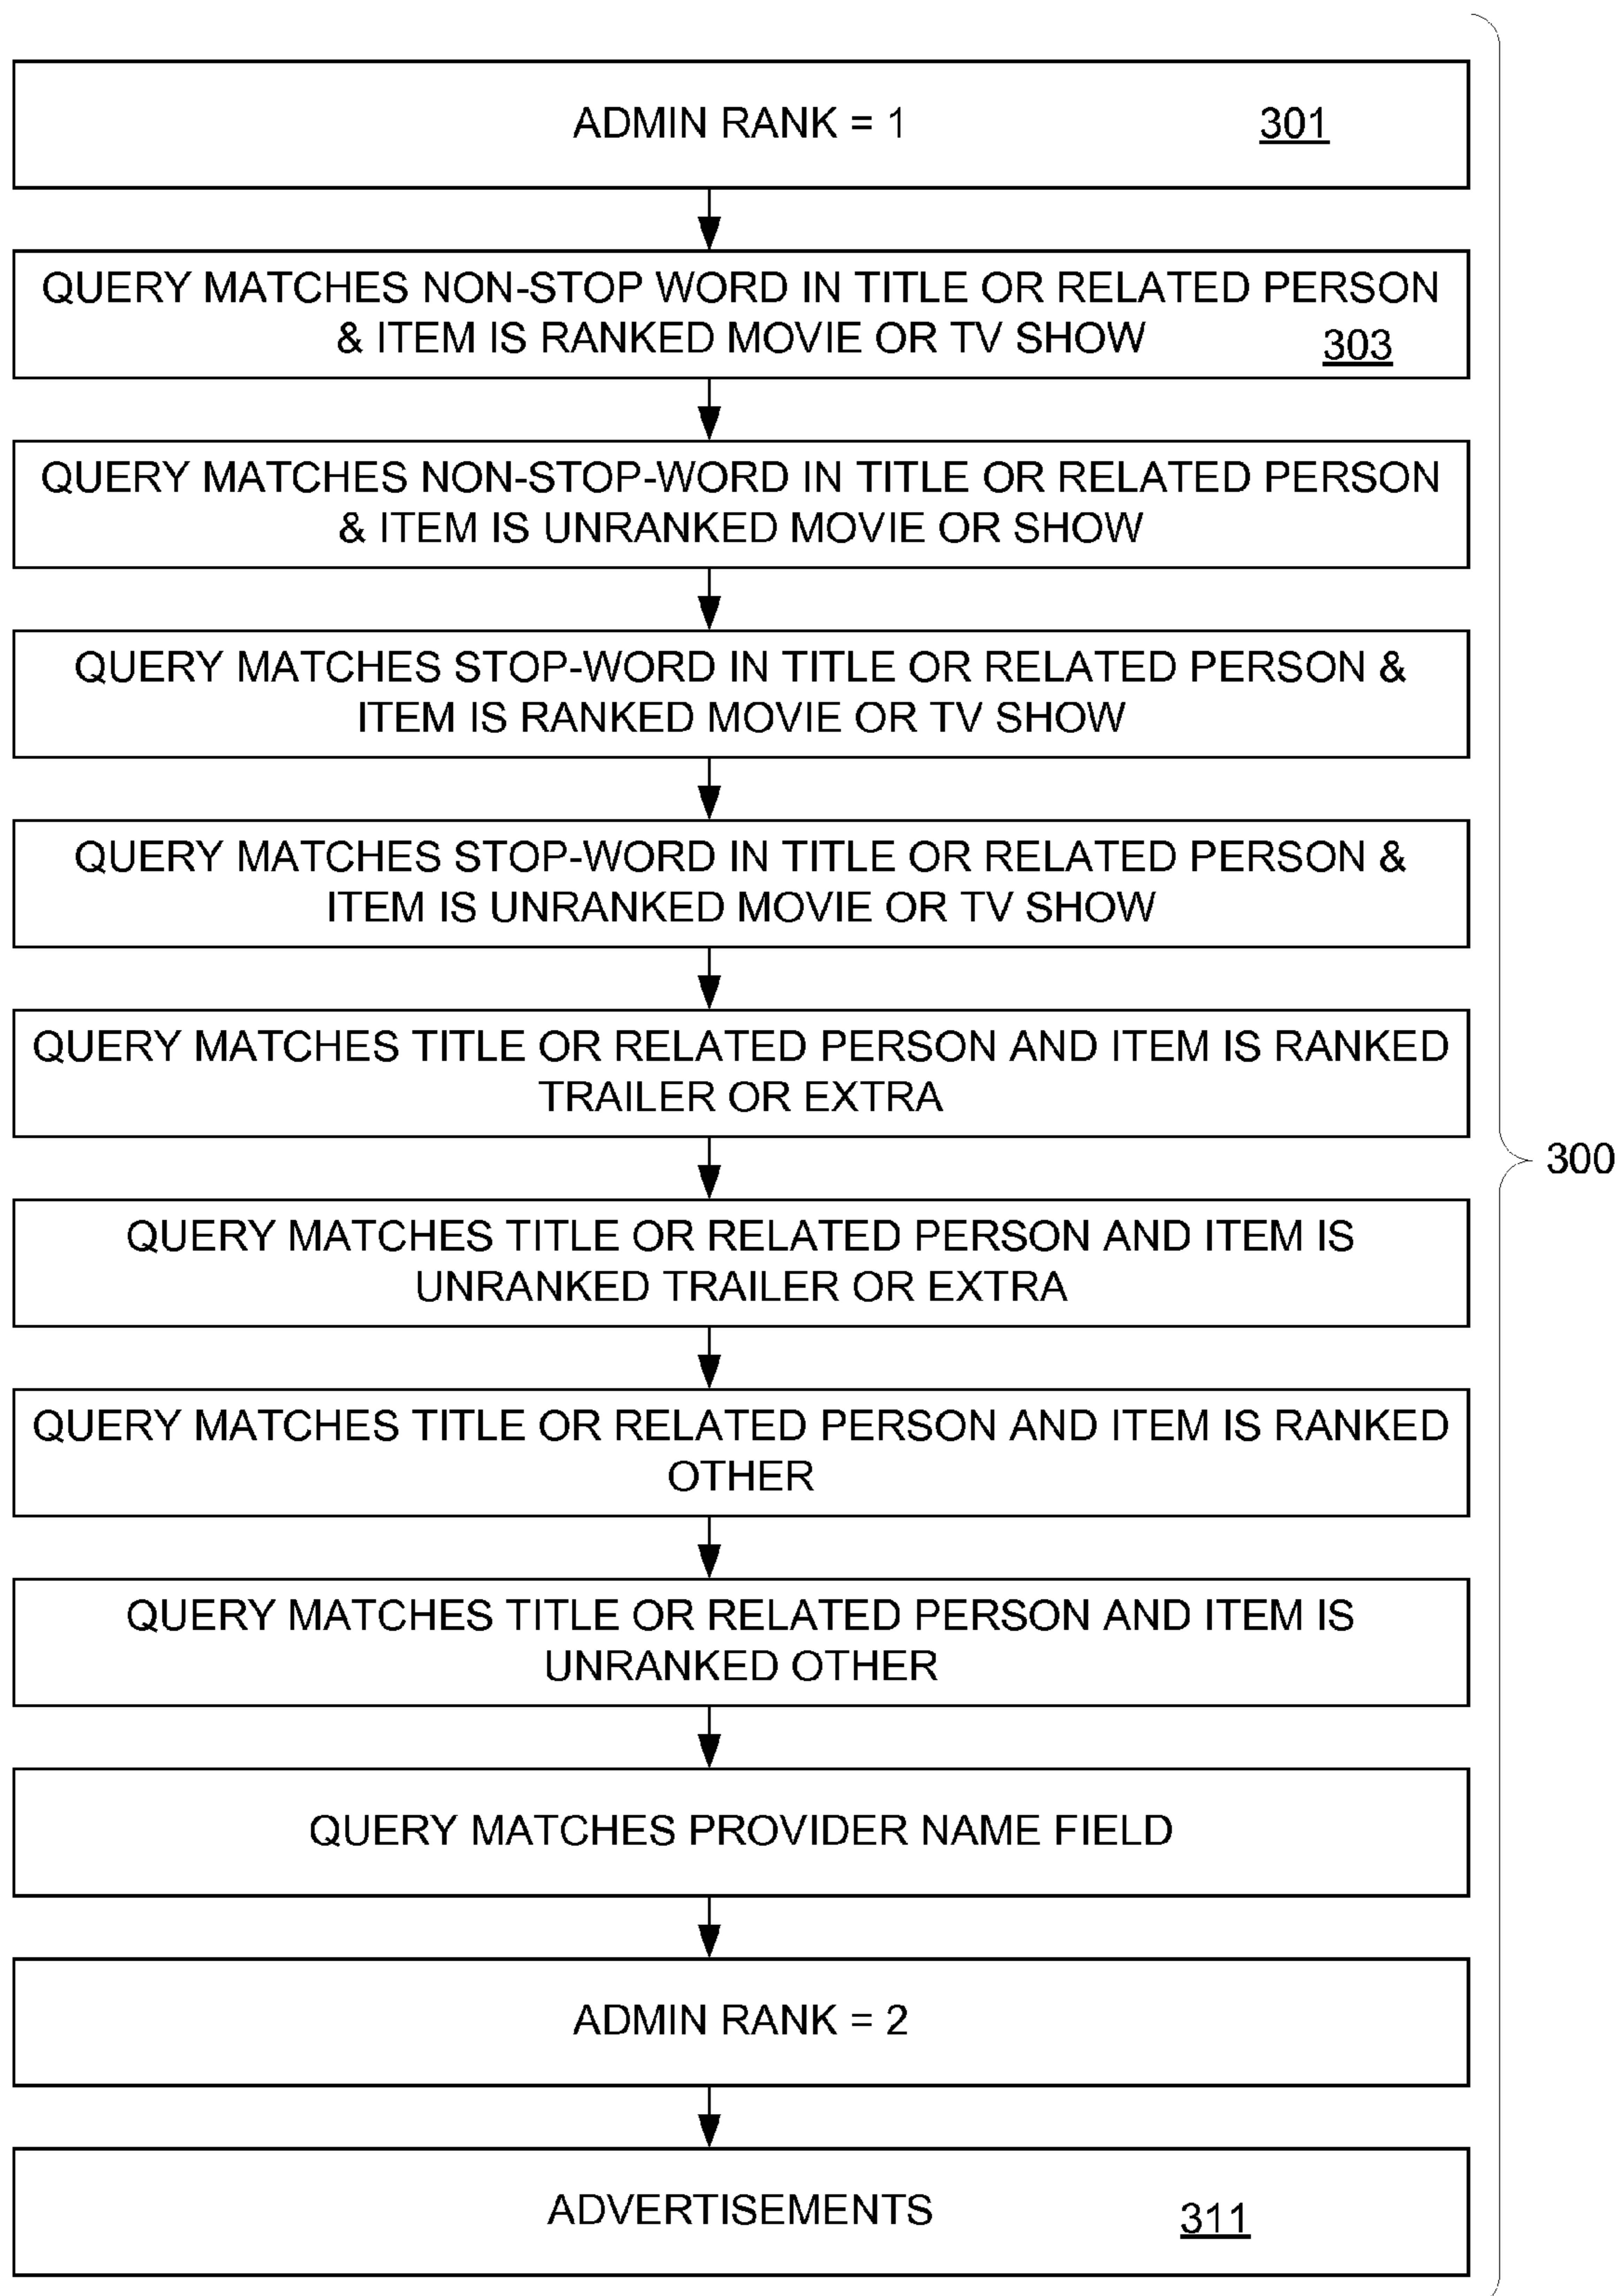 ADMIN RANK = 1 301
QUERY MATCHES NON-STOP WORD IN TITLE OR RELATED PERSON
& ITEM IS RANKED MOVIE OR TV SHOW 303
QUERY MATCHES NON-STOP-WORD IN TITLE OR RELATED PERSON
& ITEM IS UNRANKED MOVIE OR SHOW
QUERY MATCHES STOP-WORD IN TITLE OR RELATED PERSON &
ITEM IS RANKED MOVIE OR TV SHOW
QUERY MATCHES STOP-WORD IN TITLE OR RELATED PERSON &
ITEM IS UNRANKED MOVIE OR TV SHOW
QUERY MATCHES TITLE OR RELATED PERSON AND ITEM IS RANKED
TRAILER OR EXTRA
300
QUERY MATCHES TITLE OR RELATED PERSON AND ITEM IS
UNRANKED TRAILER OR EXTRA
QUERY MATCHES TITLE OR RELATED PERSON AND ITEM IS RANKED
OTHER
QUERY MATCHES TITLE OR RELATED PERSON AND ITEM IS
UNRANKED OTHER
QUERY MATCHES PROVIDER NAME FIELD
ADMIN RANK = 2
ADVERTISEMENTS 311